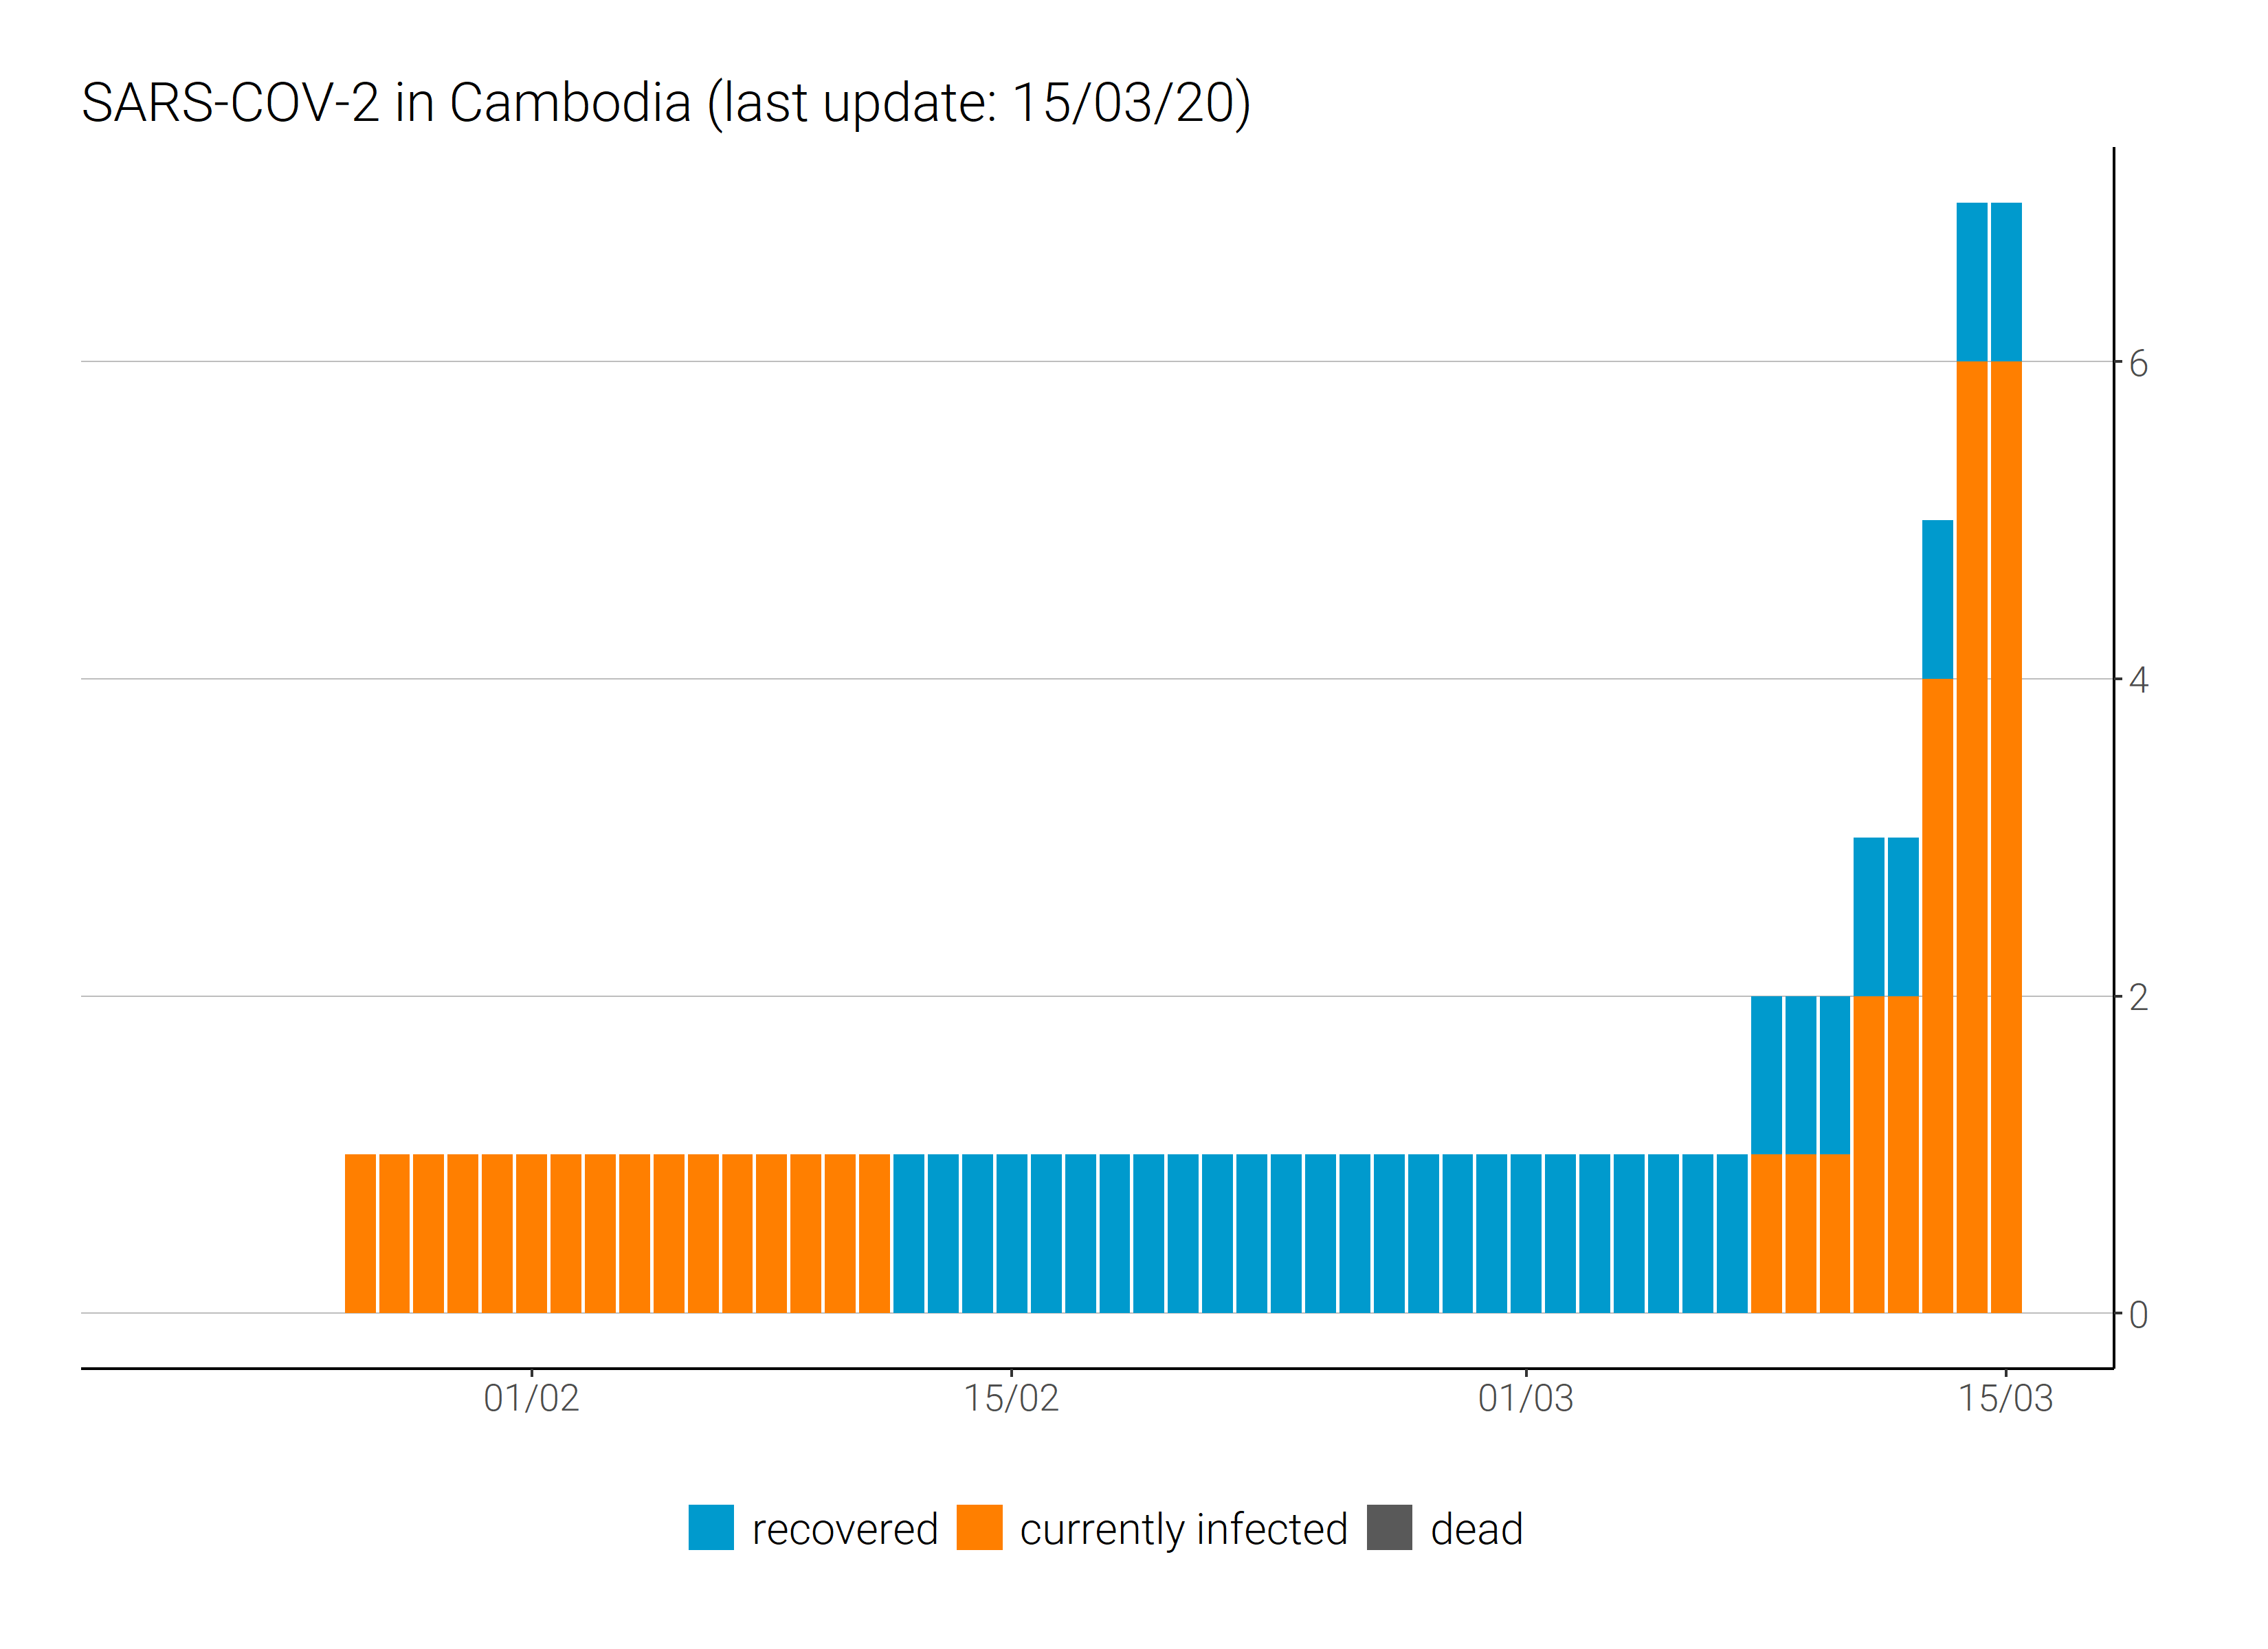 SARS-COV-2 in Cambodia (last update: 15/03/20)
6
4
2
0
01/02 15/02 01/03 15/03
recovered currently infected dead